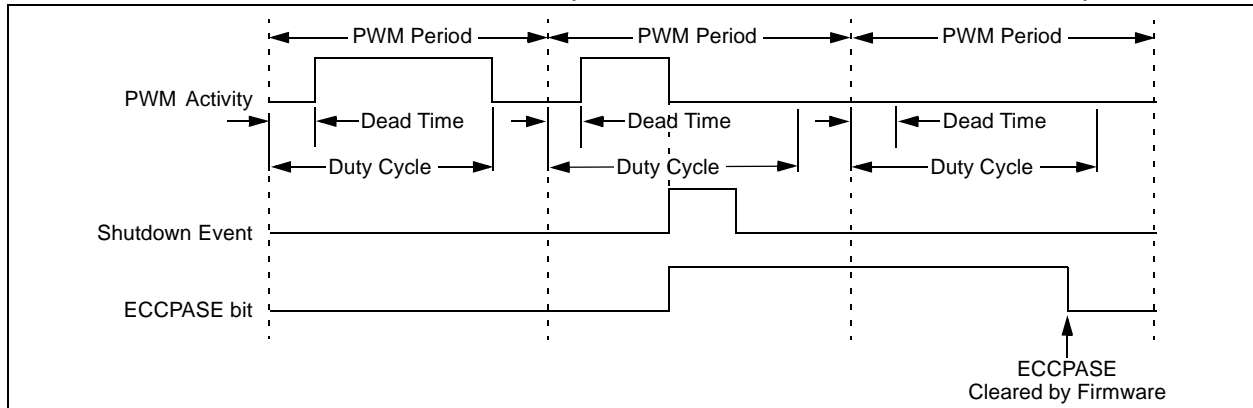 PWM Period PWM Period PWM Period
PWM Activity
Dead Time Dead Time Dead Time
Duty Cycle Duty Cycle Duty Cycle
Shutdown Event
ECCPASE bit
ECCPASE
Cleared by Firmware